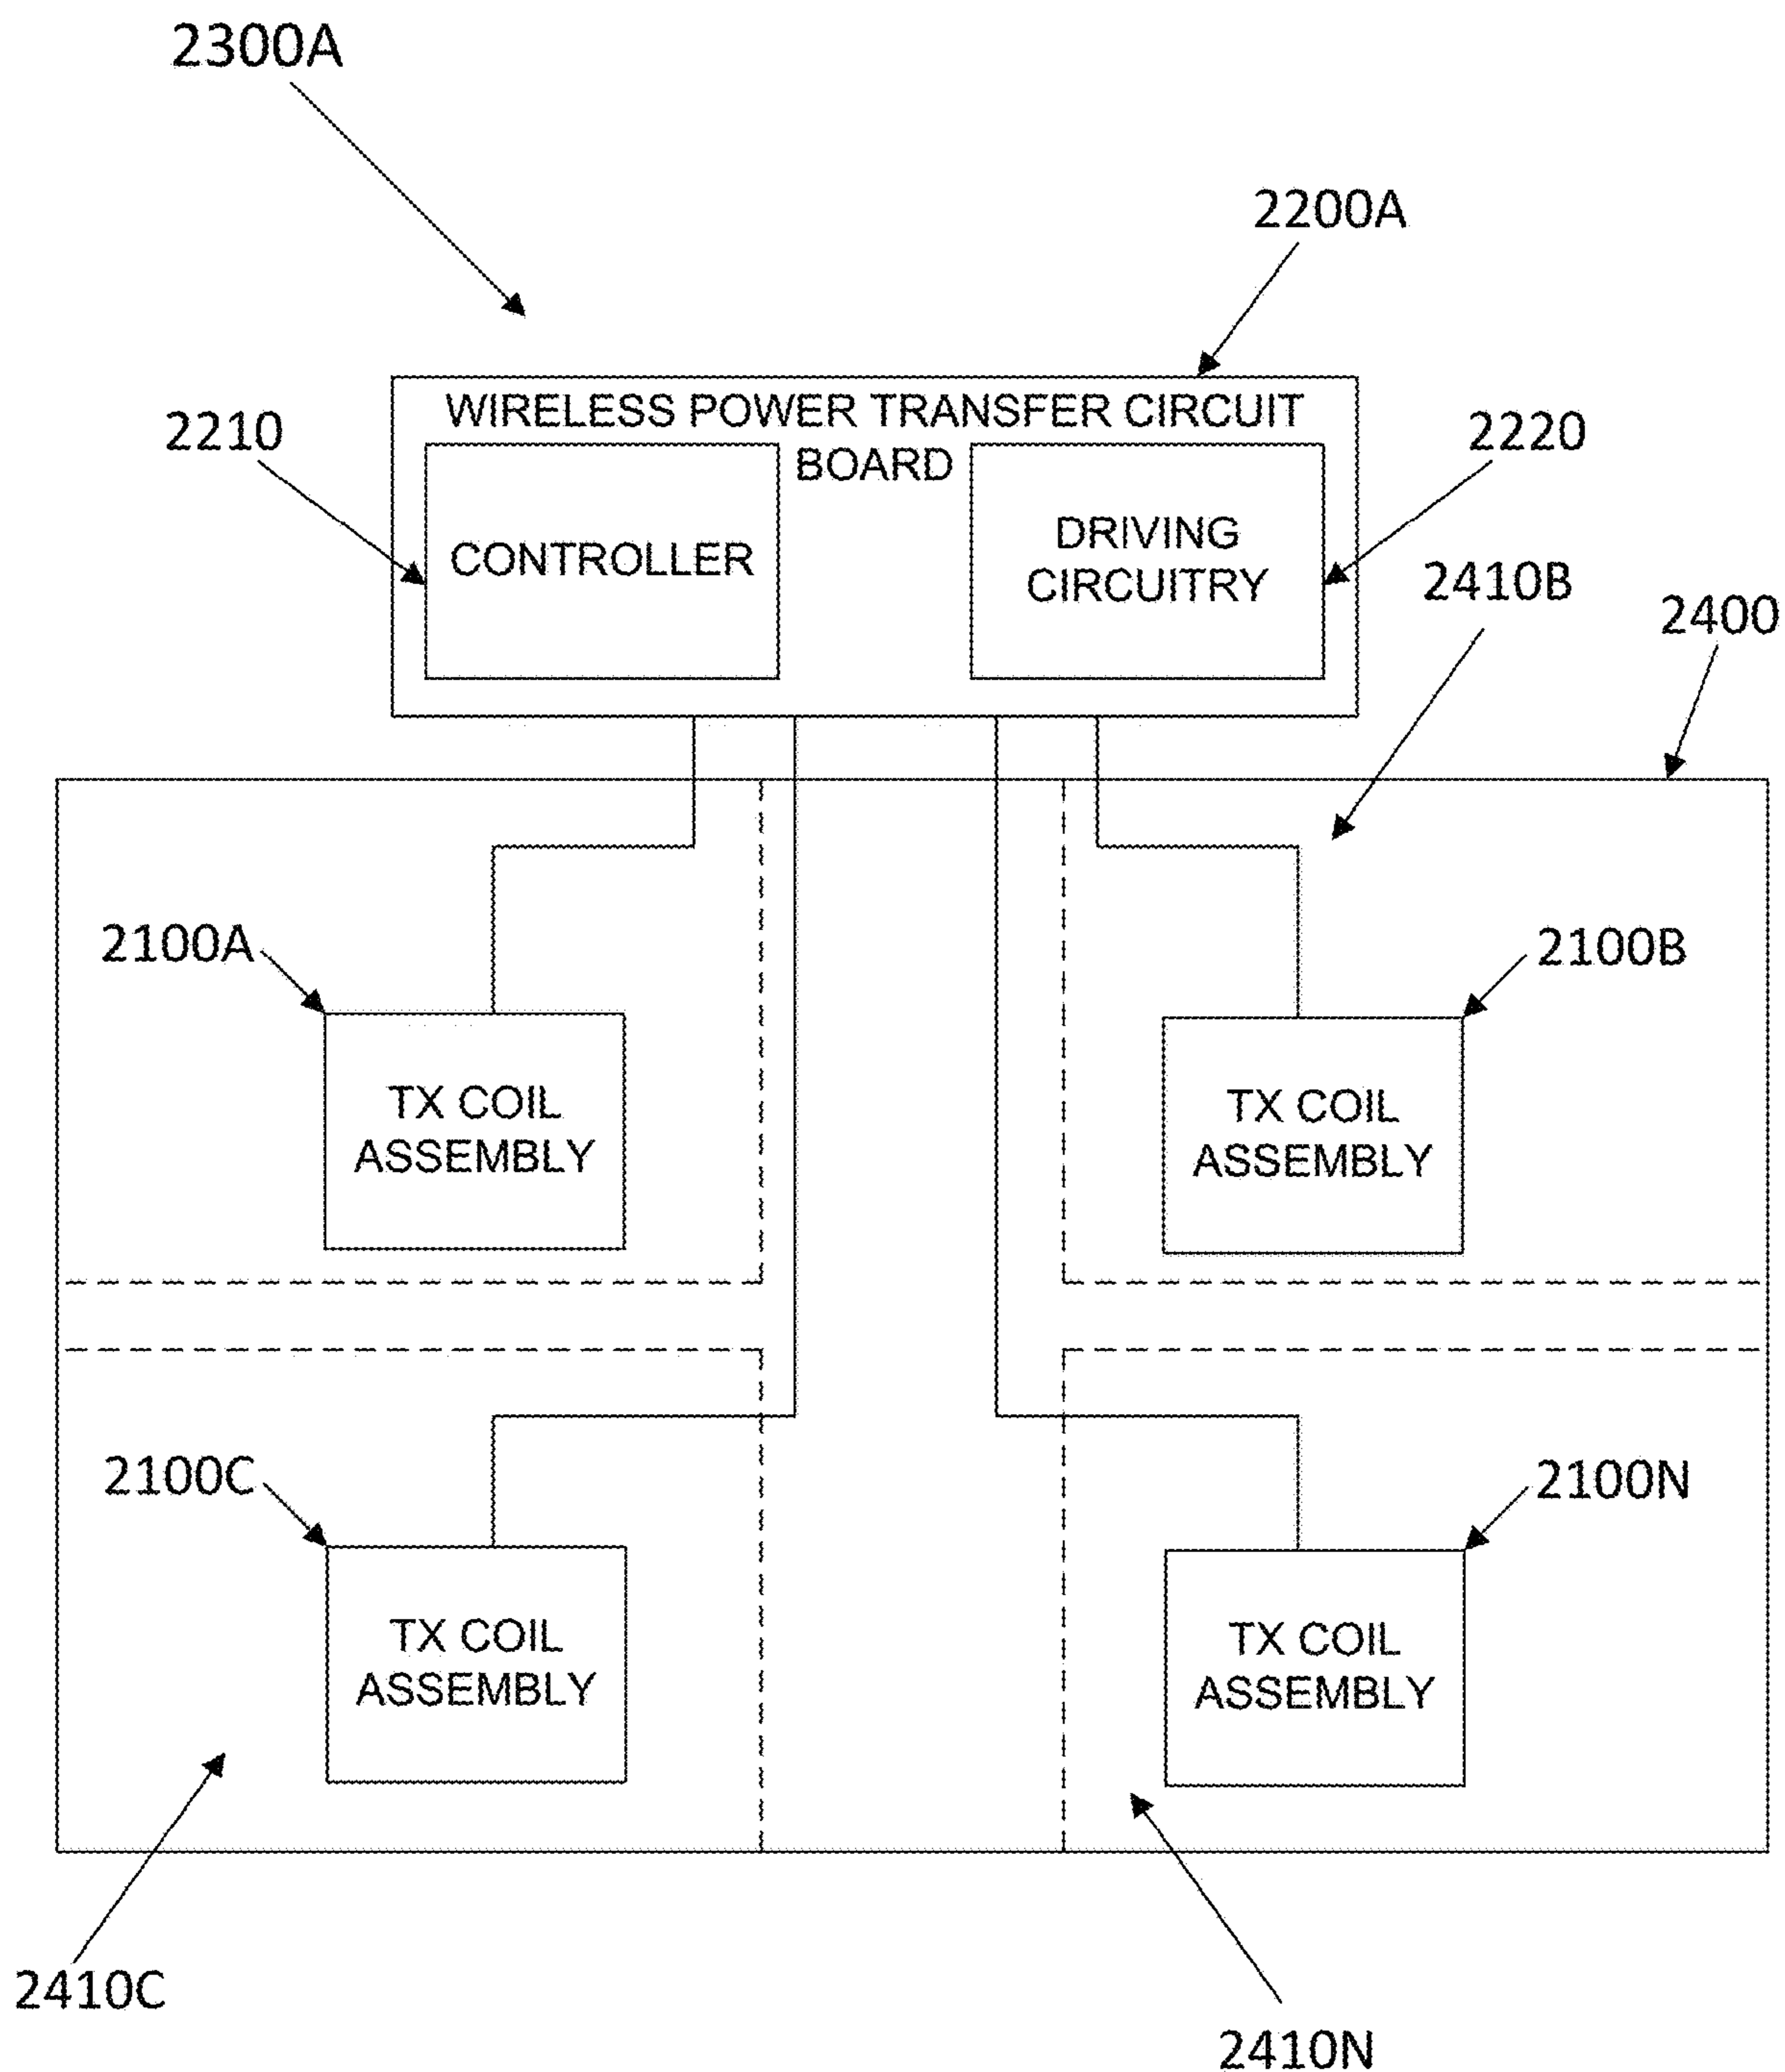 2300A
2200A
WIRELESS POWER TRANSFER CIRCUIT
BOARD
2210
2220
CONTROLLER
DRIVING
CIRCUITRY
2410B
2400
2100A
2100B
TX COIL
ASSEMBLY
TX COIL
ASSEMBLY
2100C
2100N
TX COIL
ASSEMBLY
TX COIL
ASSEMBLY
2410C
2410N